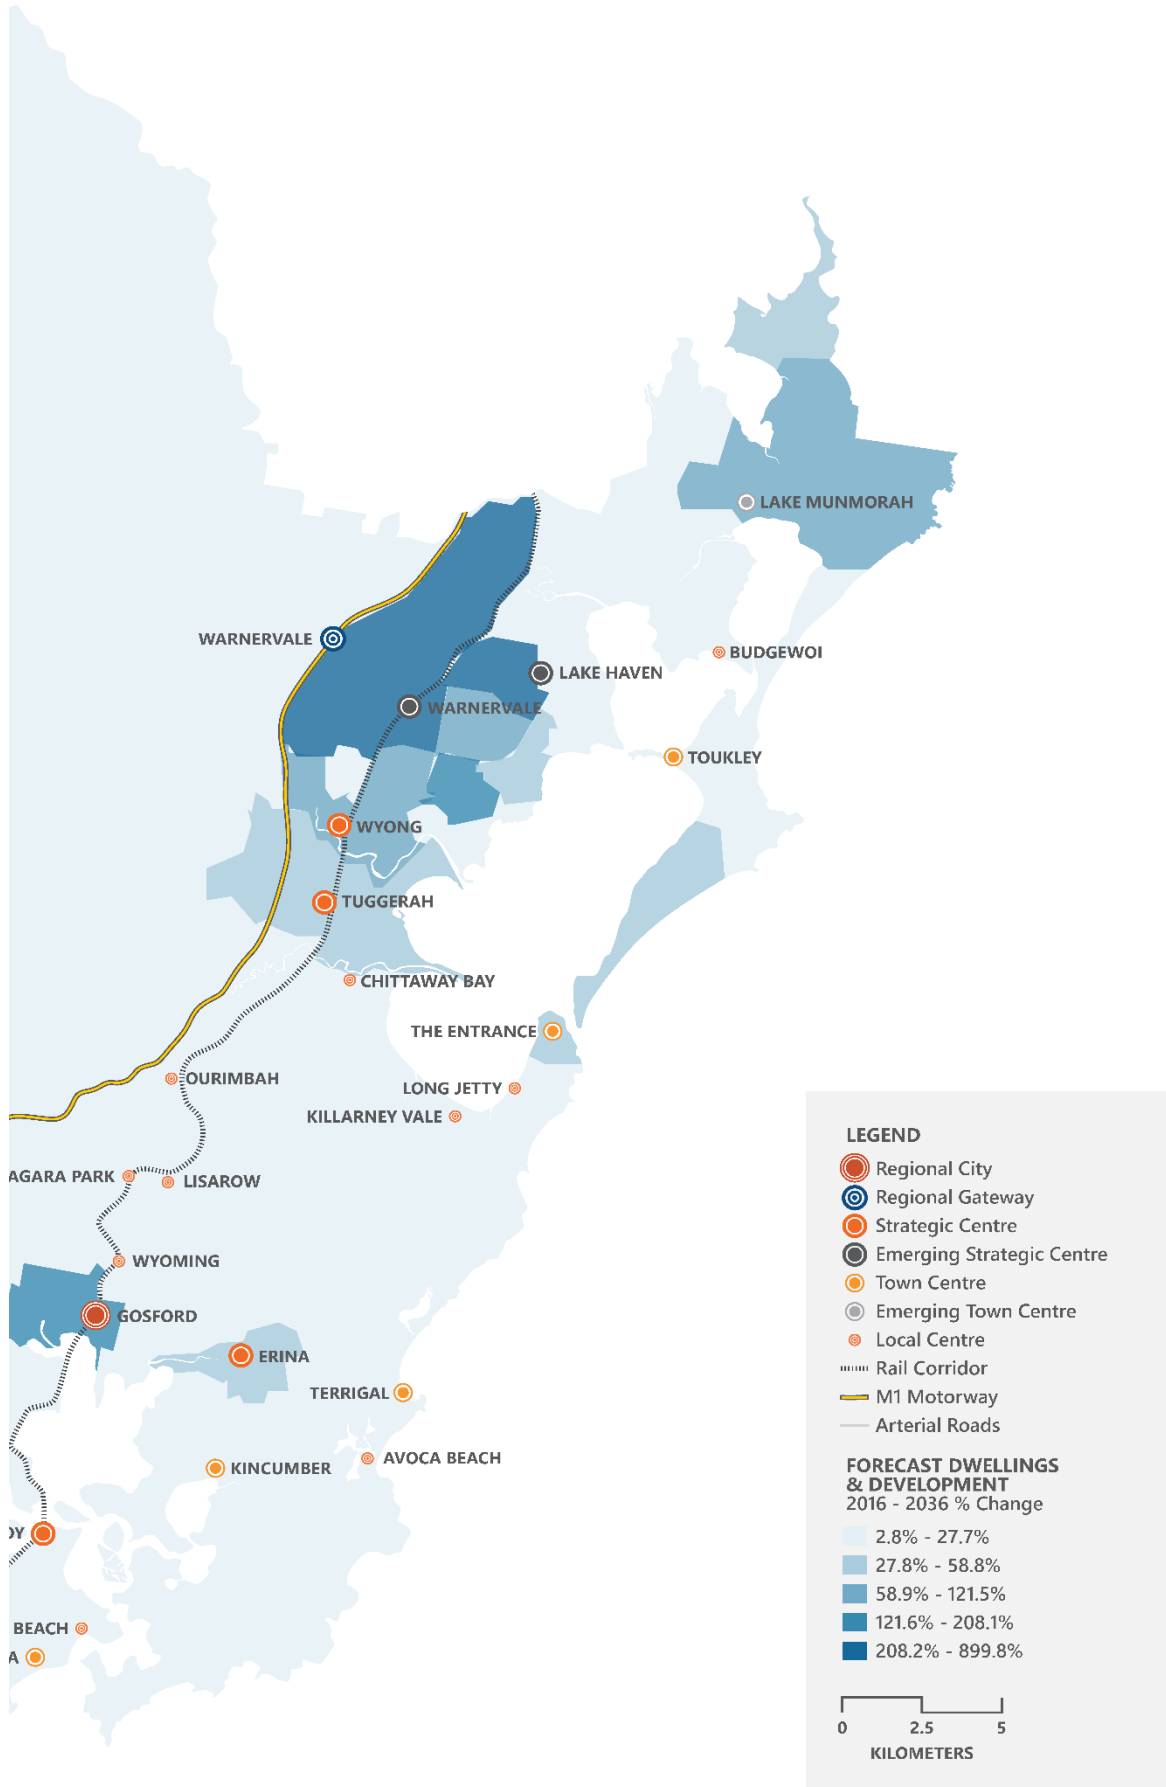 LAKE MUNMORAH
WARNERVALE
BUDGEWOI
LAKE HAVEN
WARNERVALE
TOUKLEY
WYONG
TUGGERAH
CHITTAWAY BAY
THE ENTRANCE
OURIMBAH
LONG JETTY
KILLARNEY VALE
AGARA PARK
LISAROW
WYOMING
GOSFORD
ERINA
TERRIGAL
AVOCA BEACH
KINCUMBER
OY
BEACH
A
LEGEND
Regional City
Regional Gateway
Strategic Centre
Emerging Strategic Centre
Town Centre
Emerging Town Centre
Local Centre
Rail Corridor
M1 Motorway
Arterial Roads
FORECAST DWELLINGS
& DEVELOPMENT
2016 - 2036 % Change
2.8% - 27.7%
27.8% - 58.8%
58.9% - 121.5%
121.6% - 208.1%
208.2% - 899.8%
0 2.5 5
KILOMETERS